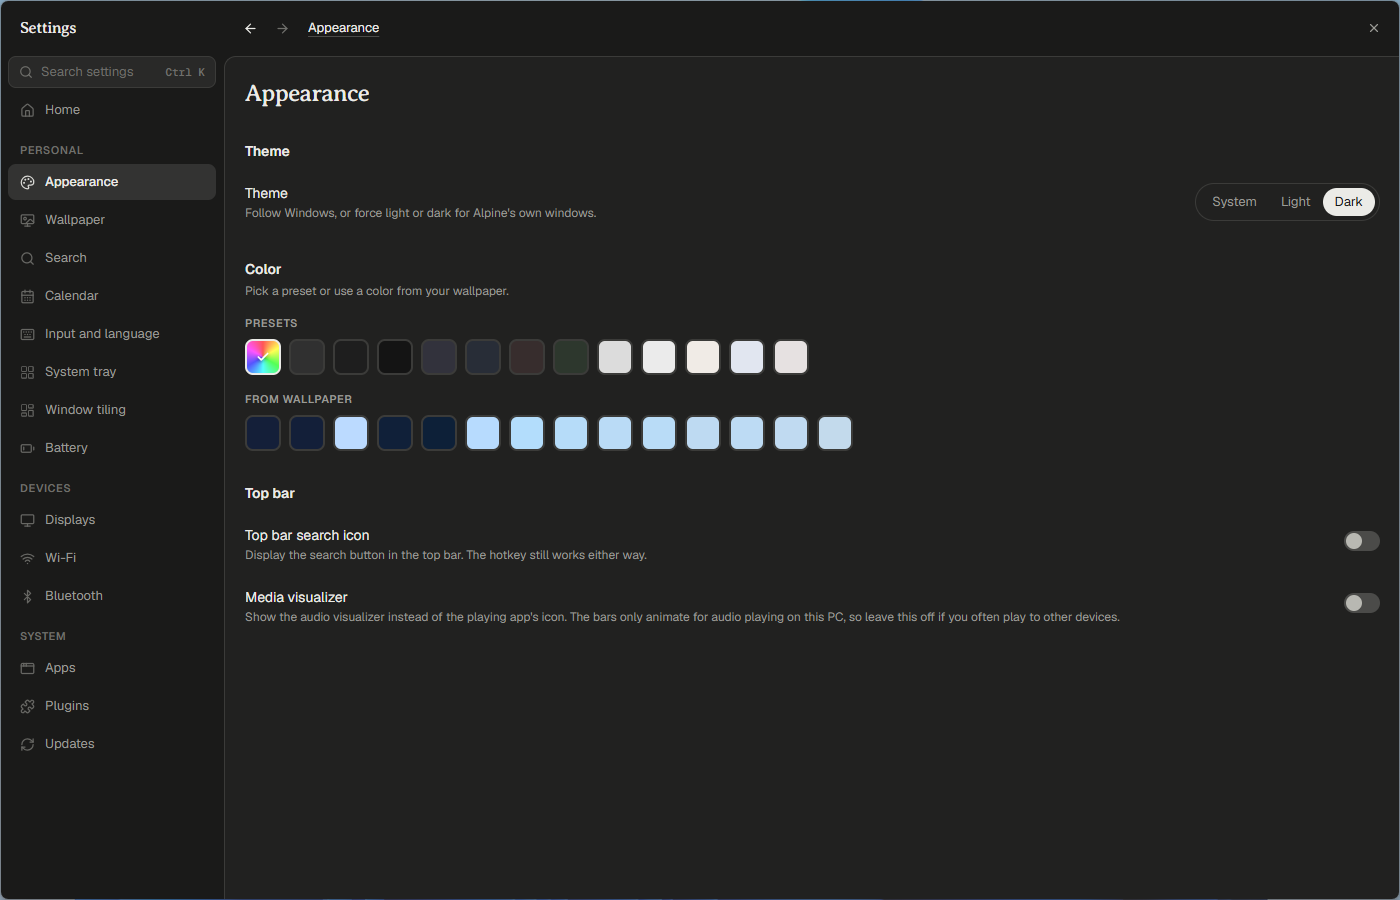 Settings
Appearance
Search settings
Ctrl K
Home
PERSONAL
Appearance
Wallpaper
Search
Calendar
Input and language
System tray
Window tiling
Battery
DEVICES
Displays
Wi-Fi
Bluetooth
SYSTEM
Apps
Plugins
Updates
Appearance
Theme
Theme
Follow Windows, or force light or dark for Alpine's own windows.
System
Light
Dark
Color
Pick a preset or use a color from your wallpaper.
PRESETS
FROM WALLPAPER
Top bar
Top bar search icon
Display the search button in the top bar. The hotkey still works either way.
Media visualizer
Show the audio visualizer instead of the playing app's icon. The bars only animate for audio playing on this PC, so leave this off if you often play to other devices.